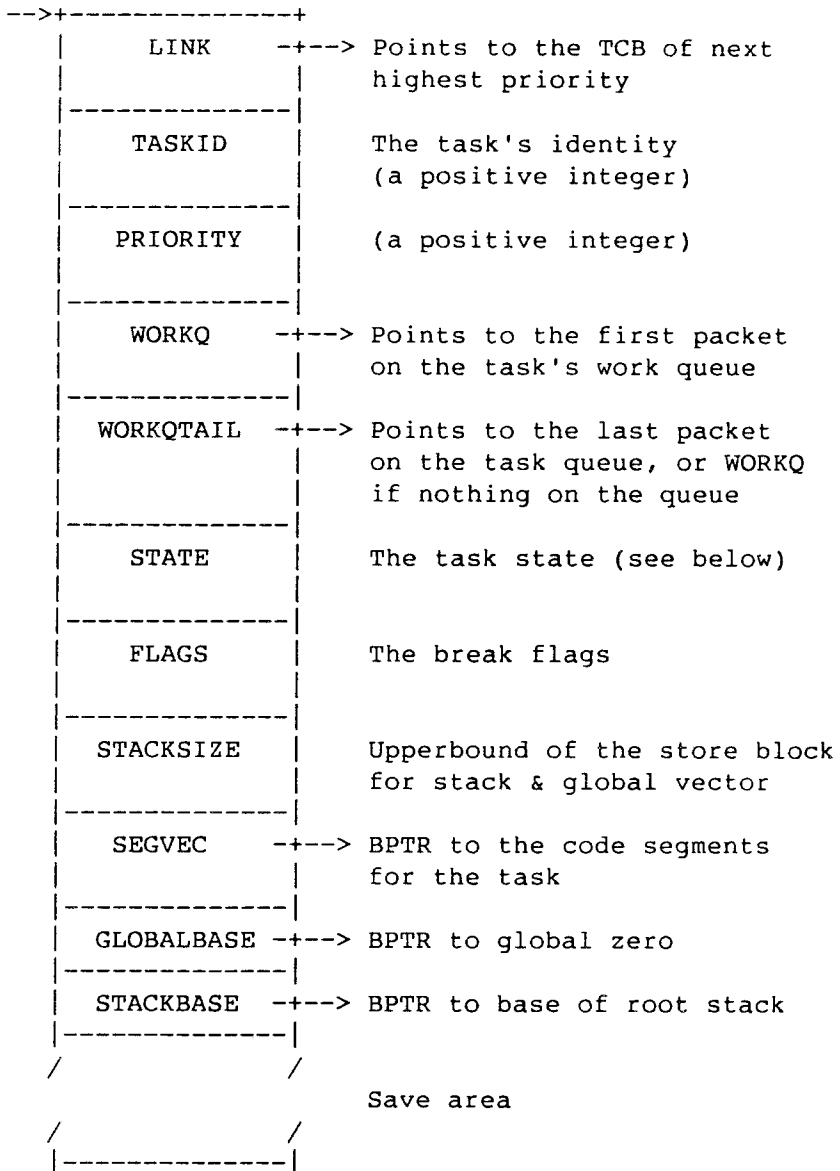 -->+--------------+
LINK -+--> Points to the TCB of next
highest priority
TASKID The task's identity
(a positive integer)
PRIORITY (a positive integer)
WORKQ -+--> Points to the first packet
on the task's work queue
WORKQTAIL -+--> Points to the last packet
on the task queue, or WORKQ
if nothing on the queue
STATE The task state (see below)
FLAGS The break flags
STACKSIZE Upperbound of the store block
for stack & global vector
SEGVEC -+--> BPTR to the code segments
for the task
GLOBALBASE -+--> BPTR to global zero
STACKBASE -+--> BPTR to base of root stack
/ /
Save area
/ /